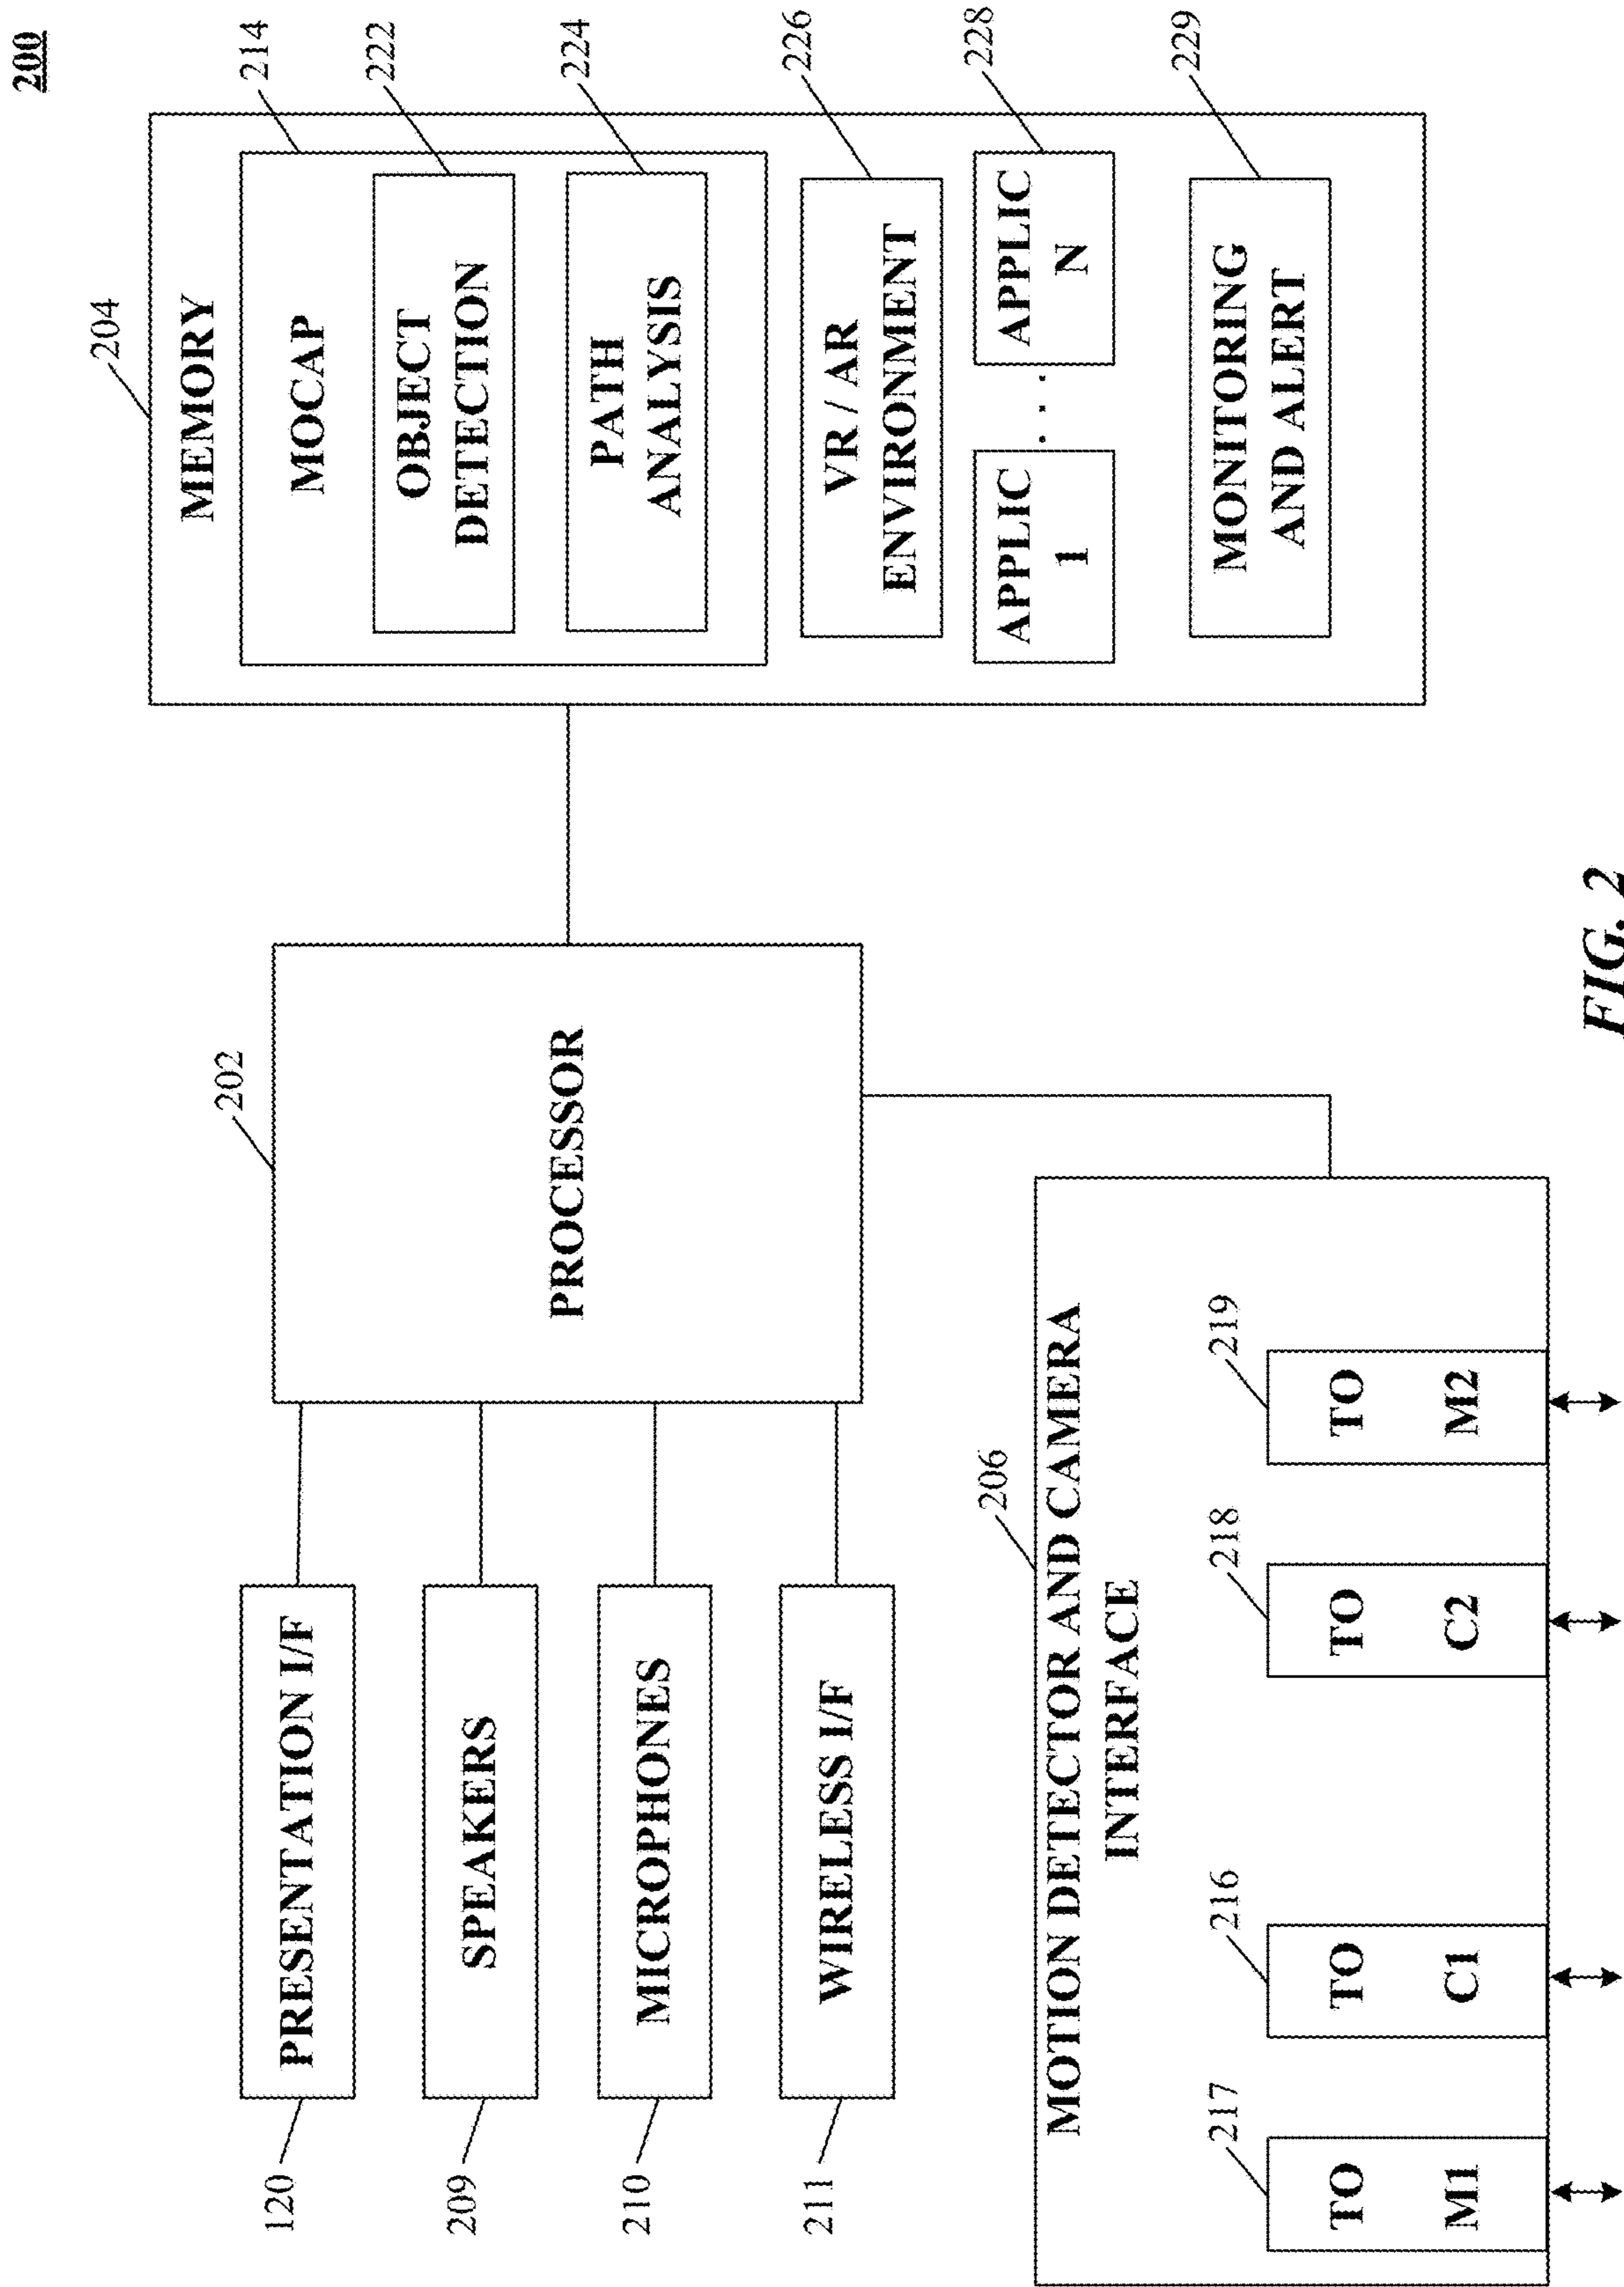 200
120
PRESENTATION I/F
209
SPEAKERS
210
MICROPHONES
211
WIRELESS I/F
202
PROCESSOR
204
MEMORY
214
MOCAP
222
OBJECT
DETECTION
224
PATH
ANALYSIS
226
VR / AR
ENVIRONMENT
228
APPLIC
1
. . .
APPLIC
N
229
MONITORING
AND ALERT
206
MOTION DETECTOR AND CAMERA
INTERFACE
217
TO
M1
216
TO
C1
218
TO
C2
219
TO
M2
FIG. 2